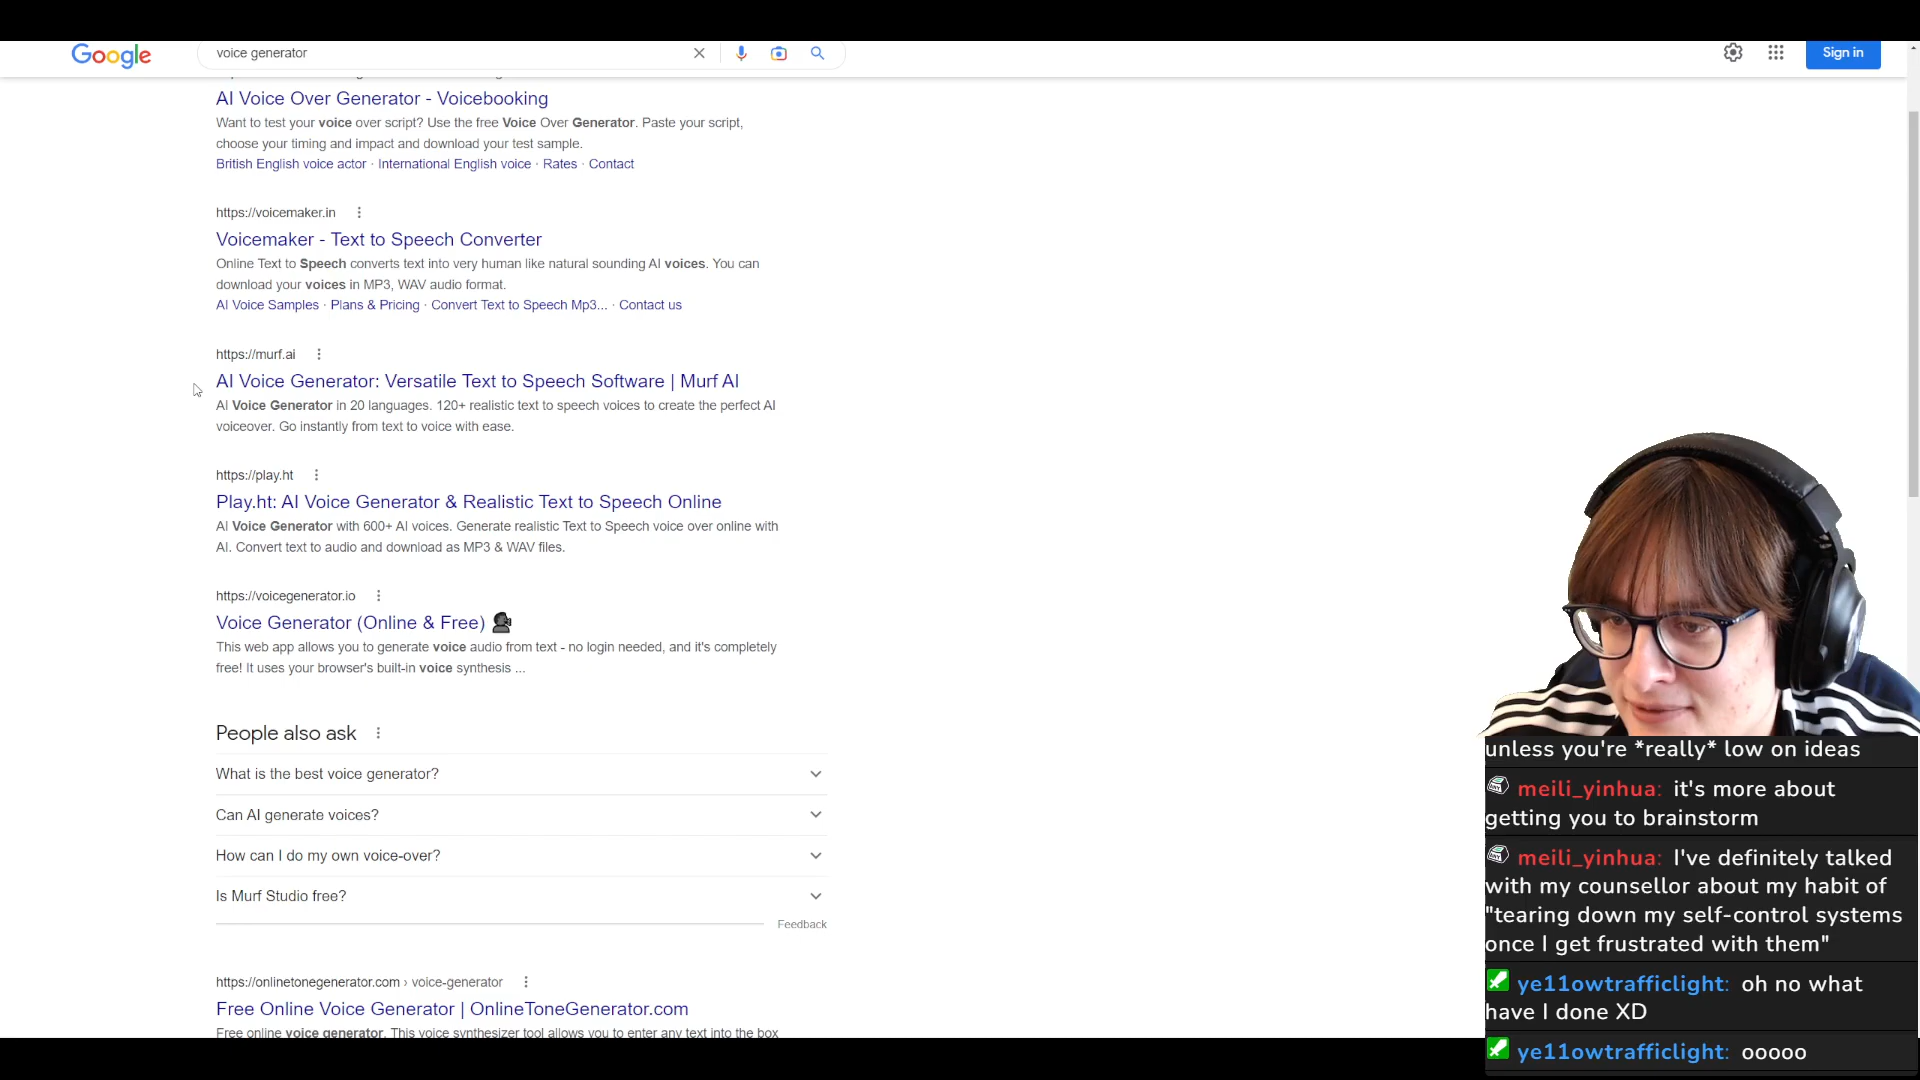 Google
voice generator
Sign in
AI Voice Over Generator - Voicebooking
Want to test your voice over script? Use the free Voice Over Generator. Paste your script,
choose your timing and impact and download your test sample.
British English voice actor · International English voice · Rates · Contact
https://voicemaker.in
Voicemaker - Text to Speech Converter
Online Text to Speech converts text into very human like natural sounding AI voices. You can
download your voices in MP3, WAV audio format.
AI Voice Samples · Plans & Pricing · Convert Text to Speech Mp3... · Contact us
https://murf.ai
AI Voice Generator: Versatile Text to Speech Software | Murf AI
AI Voice Generator in 20 languages. 120+ realistic text to speech voices to create the perfect AI
voiceover. Go instantly from text to voice with ease.
https://play.ht
Play.ht: AI Voice Generator & Realistic Text to Speech Online
AI Voice Generator with 600+ AI voices. Generate realistic Text to Speech voice over online with
AI. Convert text to audio and download as MP3 & WAV files.
https://voicegenerator.io
Voice Generator (Online & Free)
This web app allows you to generate voice audio from text - no login needed, and it's completely
free! It uses your browser's built-in voice synthesis ...
People also ask
What is the best voice generator?
Can AI generate voices?
How can I do my own voice-over?
Is Murf Studio free?
Feedback
https://onlinetonegenerator.com › voice-generator
Free Online Voice Generator | OnlineToneGenerator.com
Free online voice generator. This voice synthesizer tool allows you to enter any text into the box
unless you're *really* low on ideas
meili_yinhua: it's more about
getting you to brainstorm
meili_yinhua: I've definitely talked
with my counsellor about my habit of
"tearing down my self-control systems
once I get frustrated with them"
ye11owtrafficlight: oh no what
have I done XD
ye11owtrafficlight: ooooo